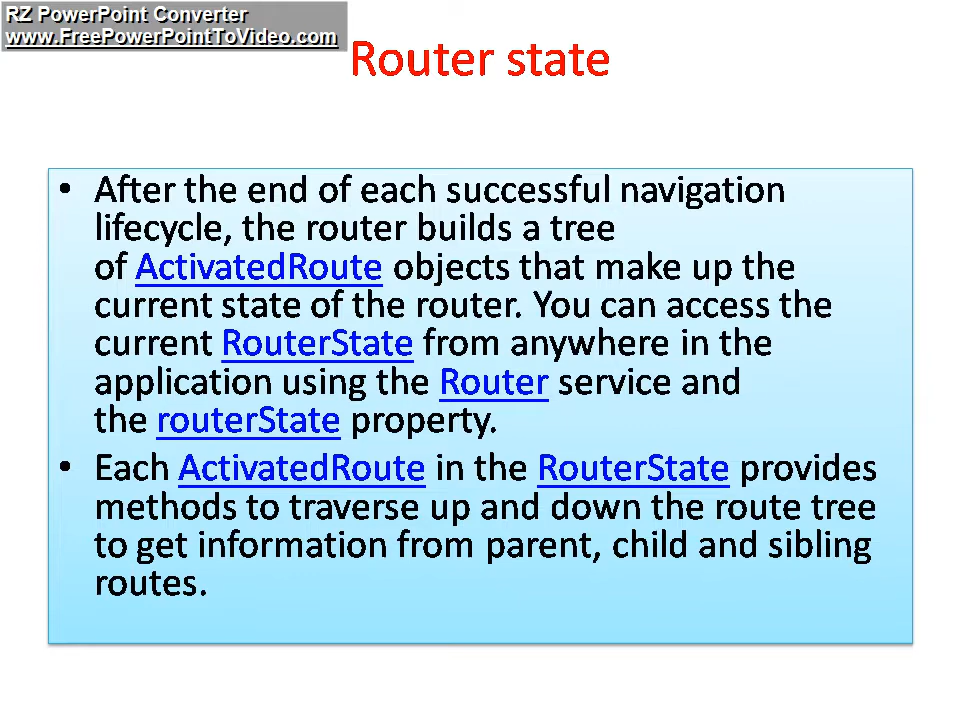 RZ PowerPoint Converter
www.FreePowerPointToVideo.com
Router state
• After the end of each successful navigation
lifecycle, the router builds a tree
of ActivatedRoute objects that make up the
current state of the router. You can access the
current RouterState from anywhere in the
application using the Router service and
the routerState property.
• Each ActivatedRoute in the RouterState provides
methods to traverse up and down the route tree
to get information from parent, child and sibling
routes.